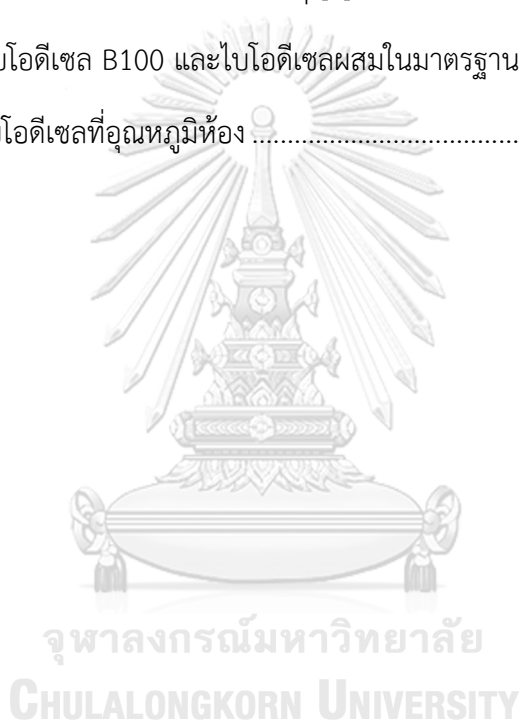 บโอดีเซล B100 และไบโอดีเซลผสมในมาตรฐาน
บโอดีเซลที่อุณหภูมิห้อง ......................................
จุฬาลงกรณ์มหาวิทยาลัย
CHULALONGKORN UNIVERSITY